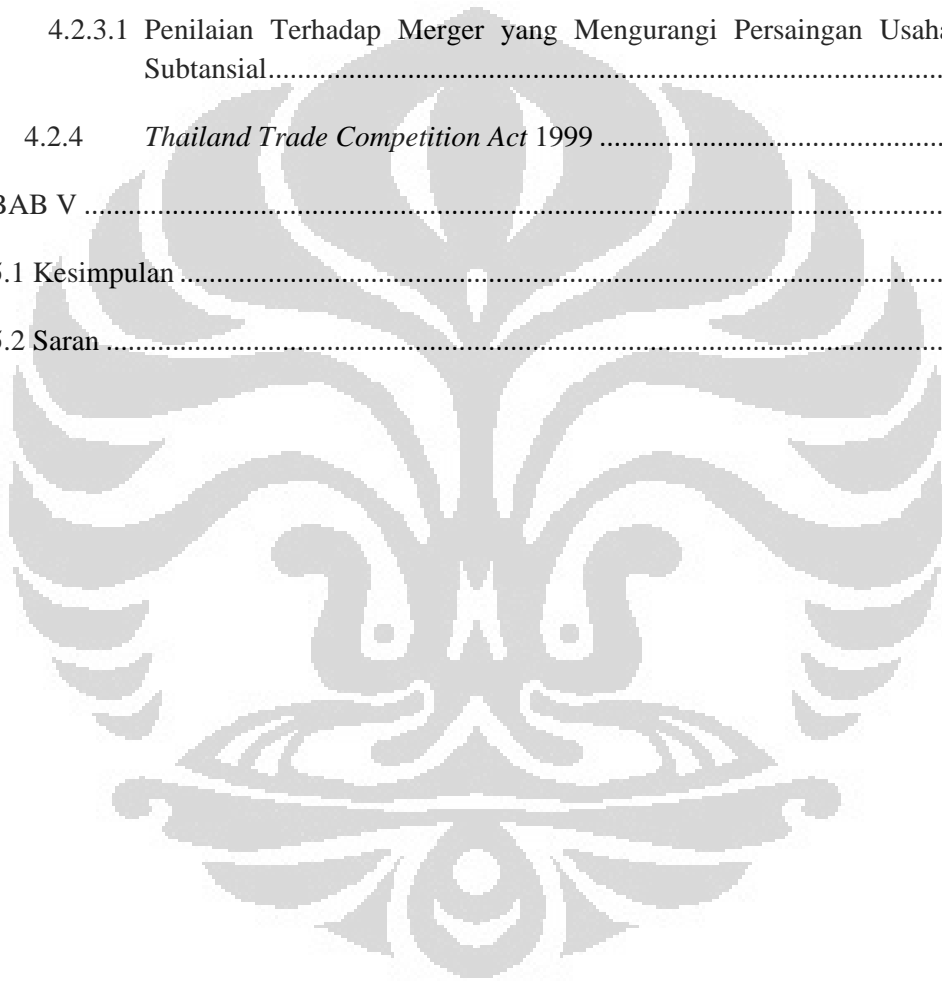 4.2.3.1 Penilaian Terhadap Merger yang Mengurangi Persaingan Usaha
Subtansial..........................................................................................................
4.2.4 Thailand Trade Competition Act 1999 .....................................................
BAB V ..................................................................................................................................
5.1 Kesimpulan .................................................................................................................
5.2 Saran ...........................................................................................................................